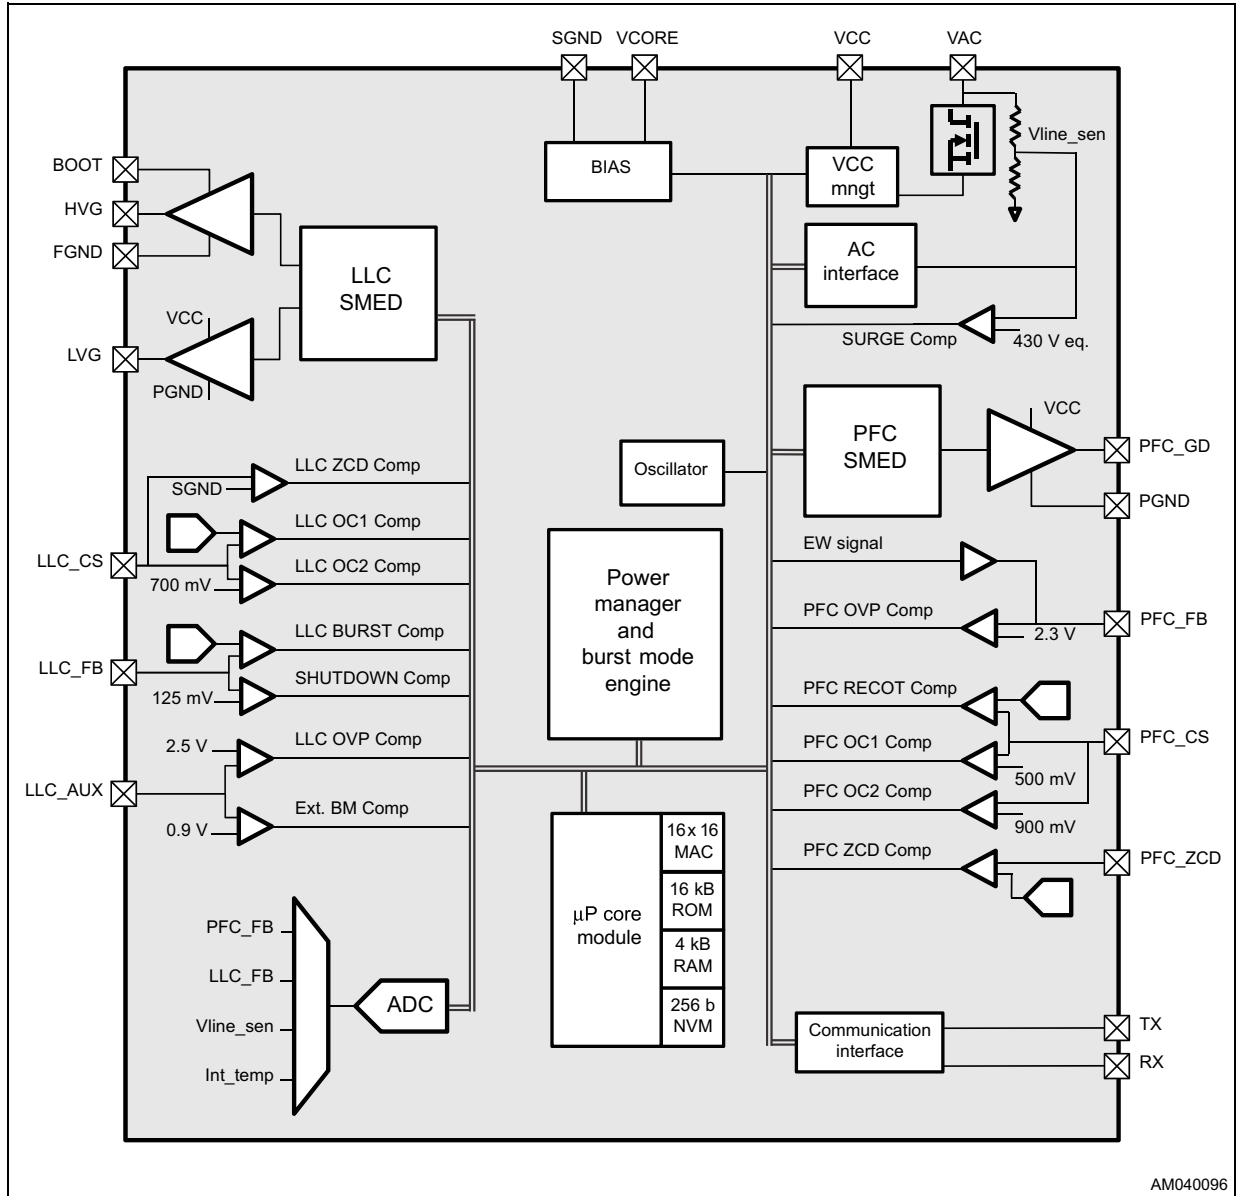 SGND
VCORE
VCC
VAC
BOOT
HVG
FGND
LVG
VCC
PGND
LLC
SMED
BIAS
VCC
mngt
Vline_sen
AC
interface
SURGE Comp
430 V eq.
PFC
SMED
VCC
PFC_GD
PGND
Oscillator
LLC ZCD Comp
SGND
LLC OC1 Comp
LLC_CS
LLC OC2 Comp
700 mV
LLC BURST Comp
LLC_FB
SHUTDOWN Comp
125 mV
2.5 V
LLC OVP Comp
LLC_AUX
Ext. BM Comp
0.9 V
Power
manager
and
burst mode
engine
EW signal
PFC OVP Comp
2.3 V
PFC_FB
PFC RECOT Comp
PFC_CS
PFC OC1 Comp
500 mV
PFC OC2 Comp
900 mV
PFC ZCD Comp
PFC_ZCD
µP core
module
16x 16
MAC
16 kB
ROM
4 kB
RAM
256 b
NVM
PFC_FB
LLC_FB
Vline_sen
Int_temp
ADC
Communication
interface
TX
RX
AM040096